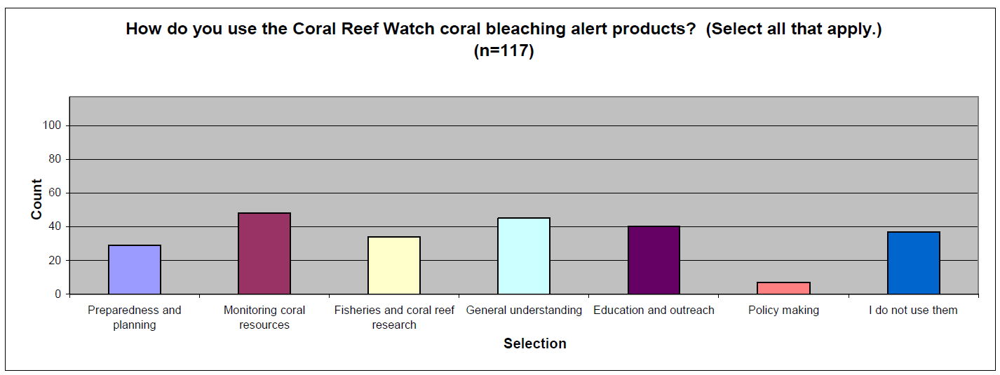 How do you use the Coral Reef Watch coral bleaching alert products?  (Select all that apply.)
(n=117)
100
80
60
40
20
0
Count
Preparedness and
planning
Monitoring coral
resources
Fisheries and coral reef
research
General understanding
Education and outreach
Policy making
I do not use them
Selection